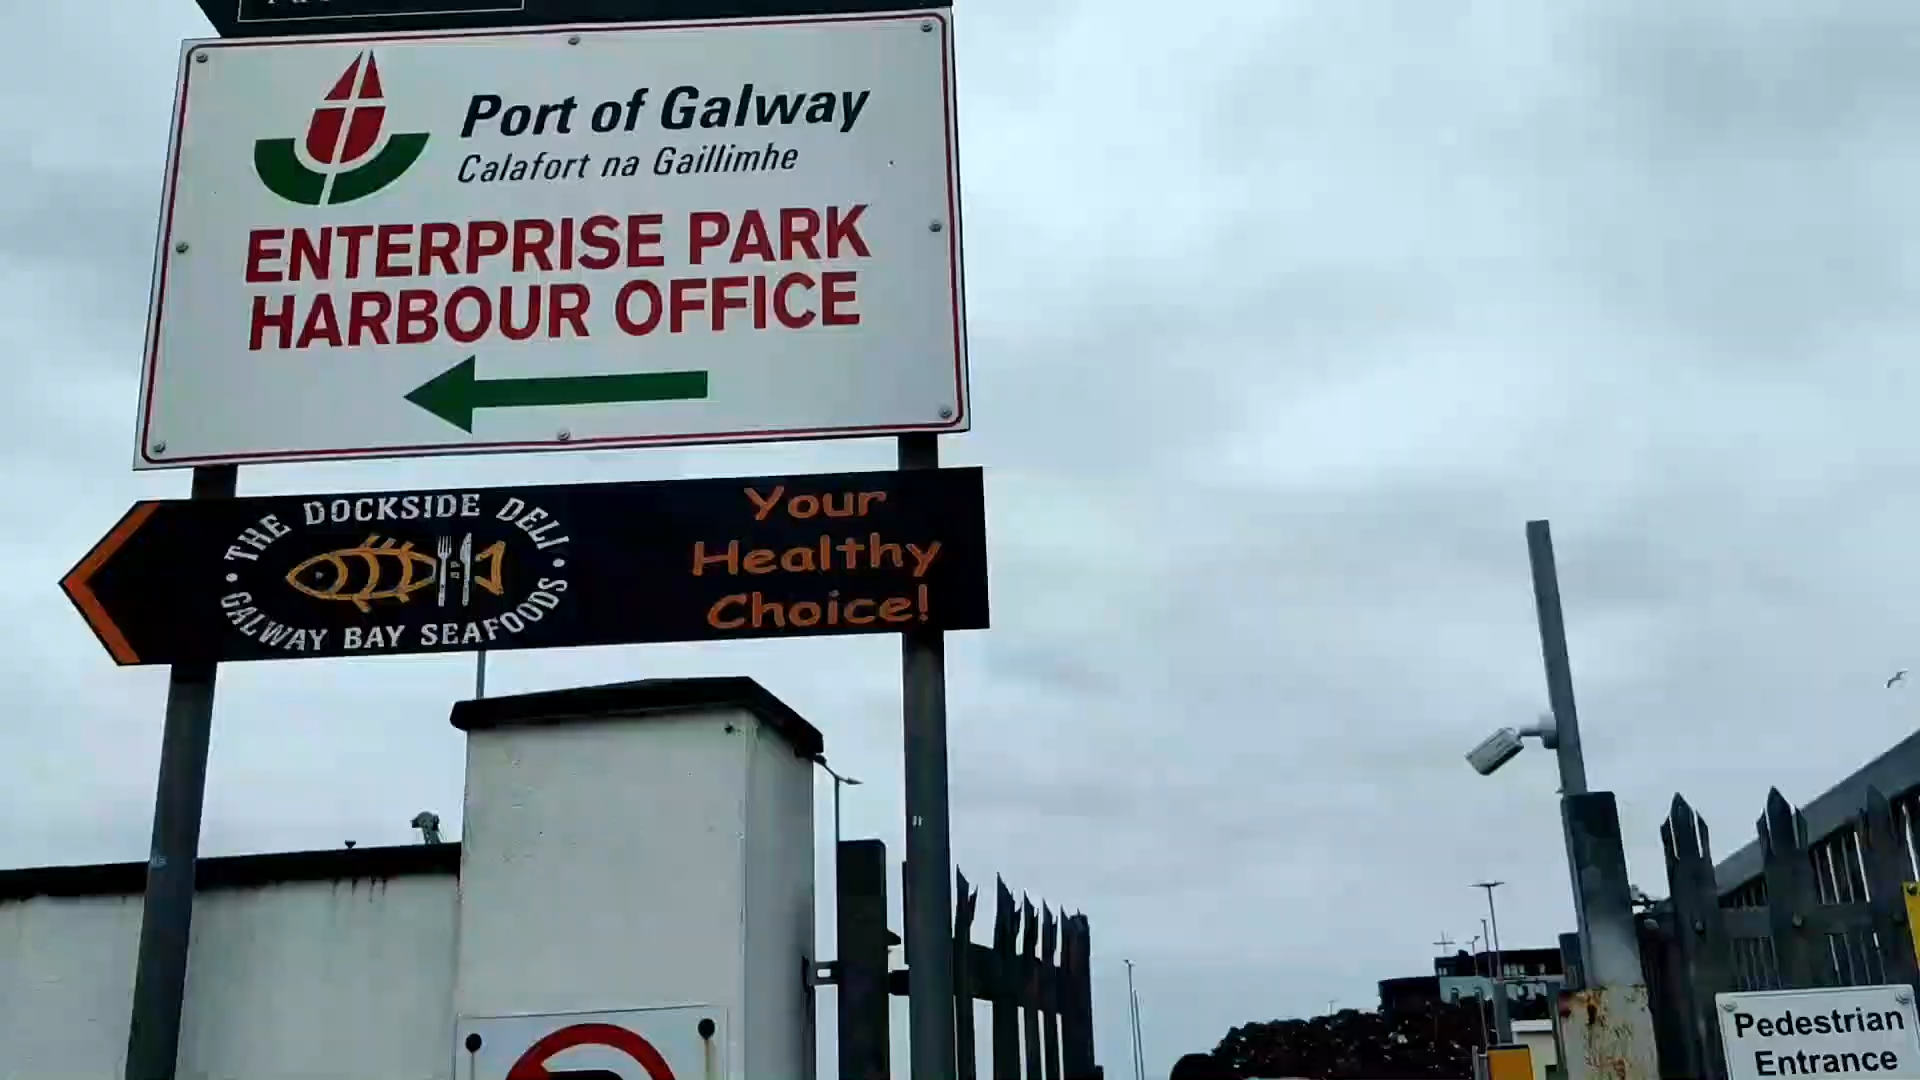 Port of Galway
Calafort na Gaillimhe
ENTERPRISE PARK
HARBOUR OFFICE
THE DOCKSIDE DELI
GALWAY BAY SEAFOODS
Your
Healthy
Choice!
Pedestrian
Entrance